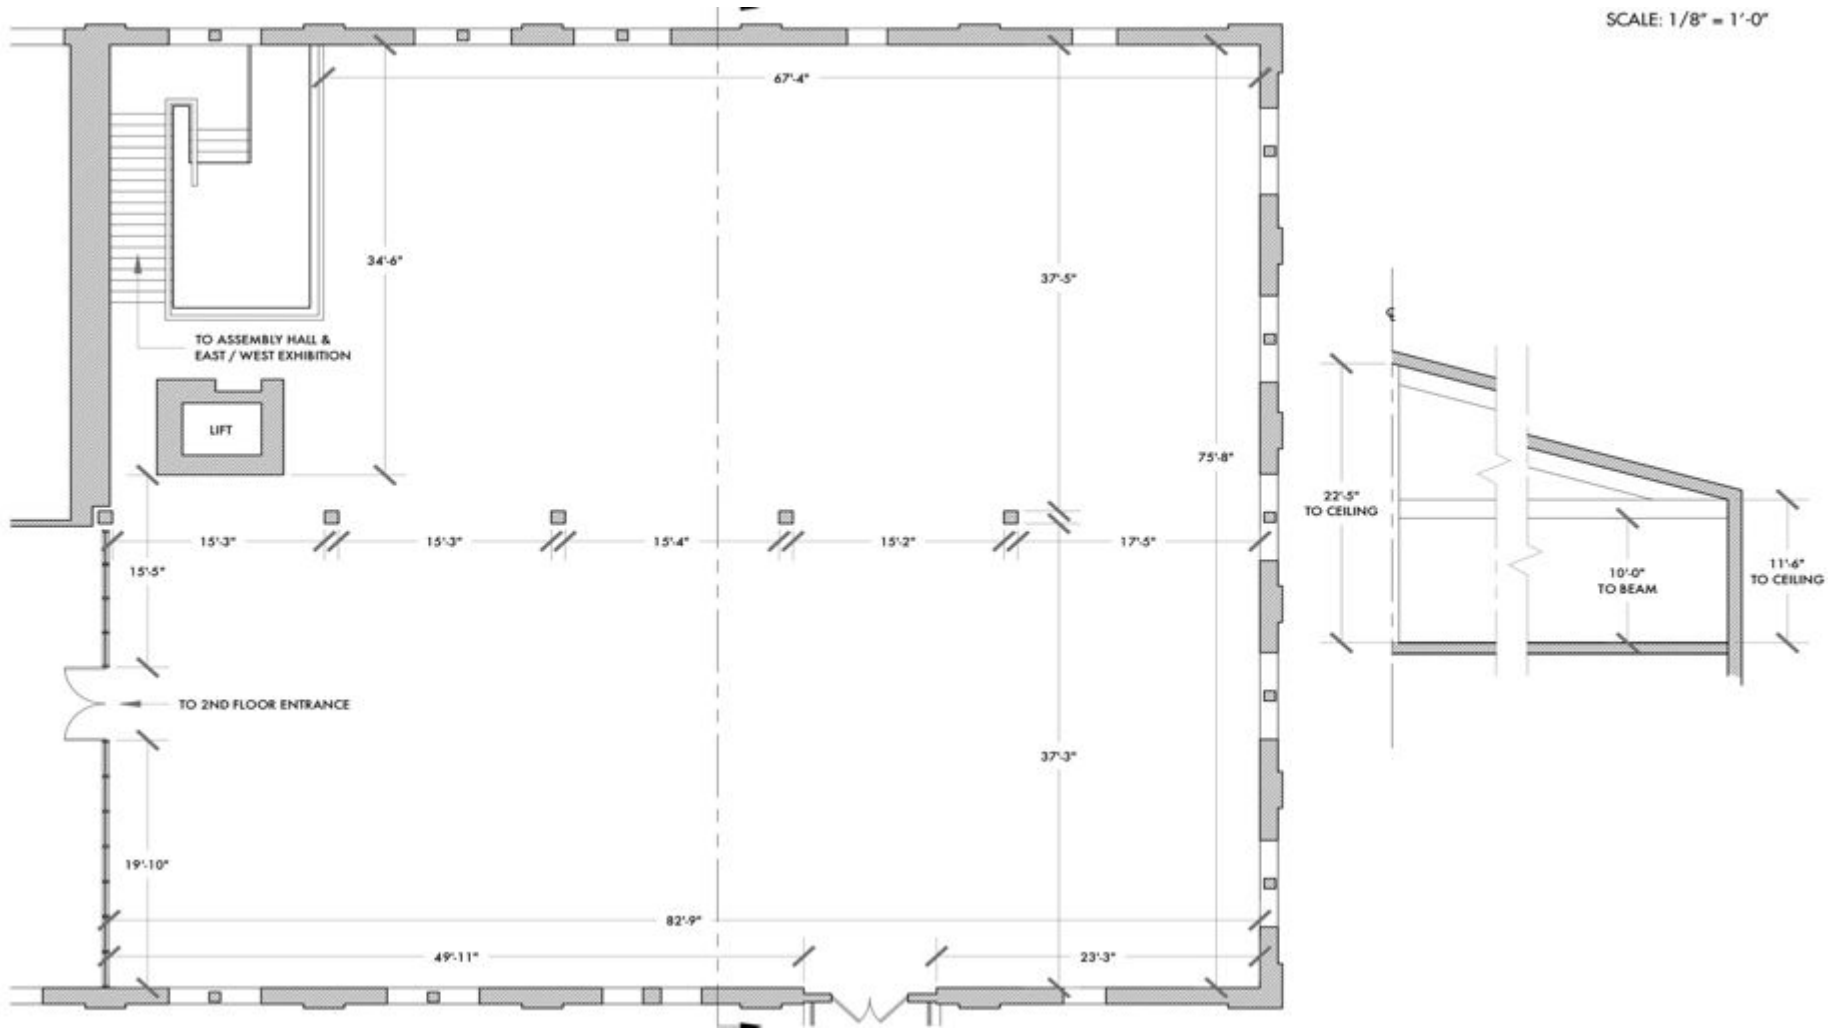 SCALE: 1/8" = 1'-0"
67'-4"
34'-6"
37'-5"
TO ASSEMBLY HALL &
EAST / WEST EXHIBITION
LIFT
75'-8"
15'-3"
15'-3"
15'-4"
15'-2"
17'-5"
15'-5"
TO 2ND FLOOR ENTRANCE
37'-3"
19'-10"
82'-9"
49'-11"
23'-3"
22'-5"
TO CEILING
10'-0"
TO BEAM
11'-6"
TO CEILING